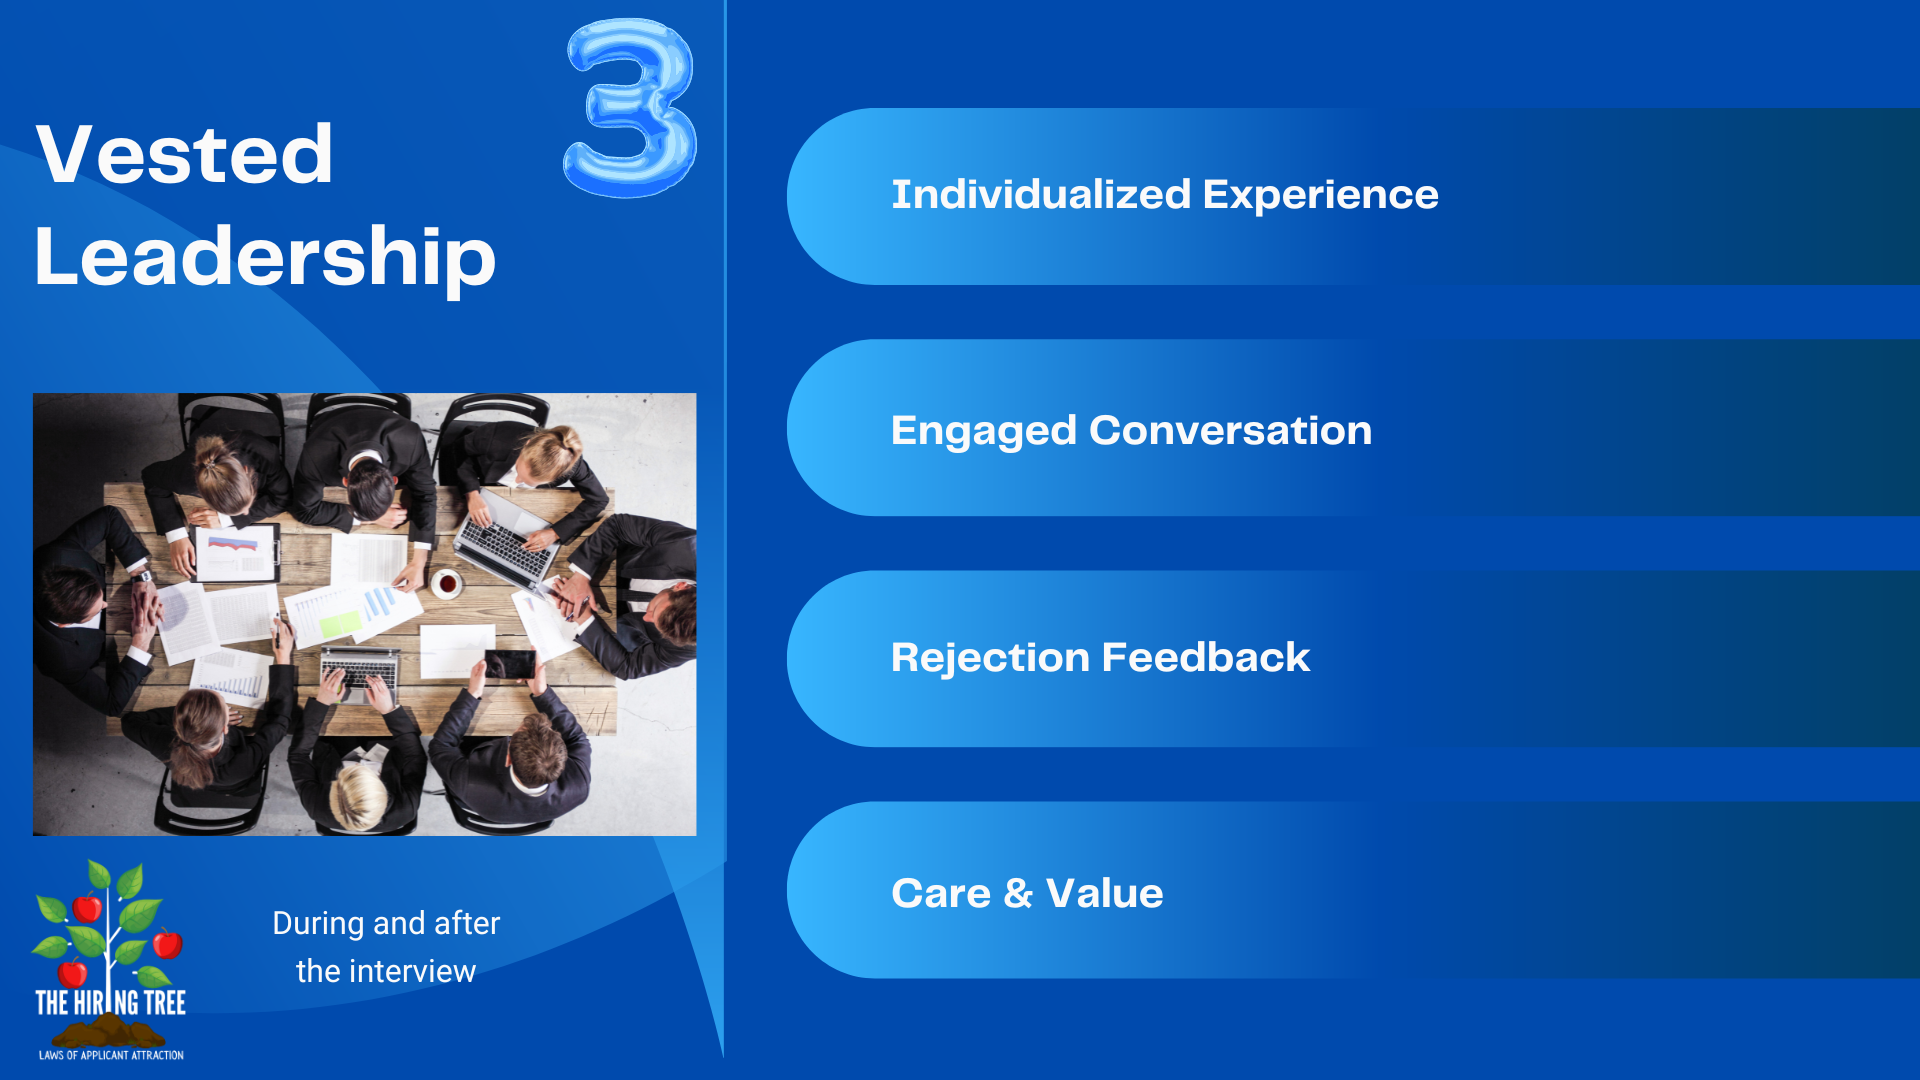 3
Vested
Leadership
Individualized Experience
Engaged Conversation
Rejection Feedback
Care & Value
During and after
the interview
THE HIRING TREE
LAWS OF APPLICANT ATTRACTION